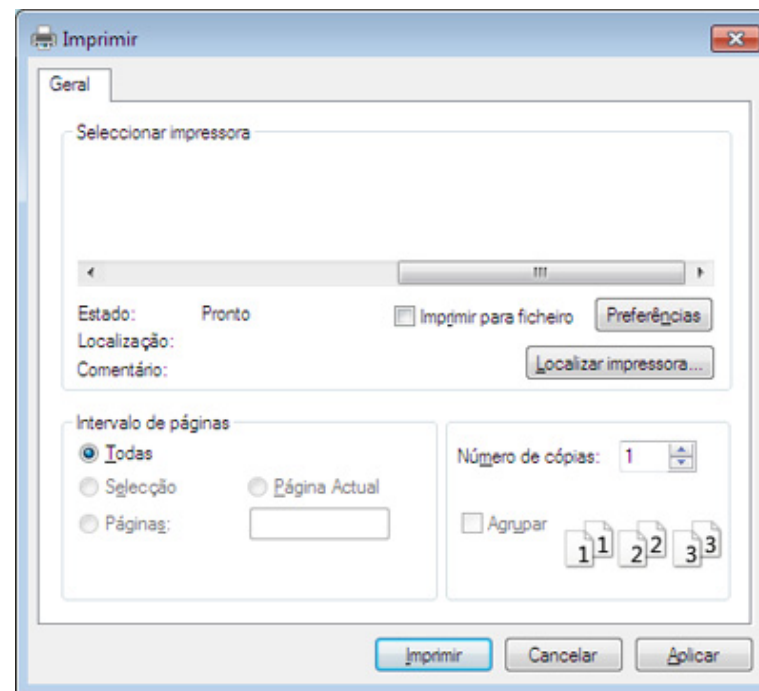 Imprimir
Geral
Seleccionar impressora
Estado: Pronto
Imprimir para ficheiro
Preferências
Localização:
Comentário:
Localizar impressora...
Intervalo de páginas
Todas
Selecção
Página Actual
Páginas:
Número de cópias: 1
Agrupar
1 1 2 2 3 3
Imprimir
Cancelar
Aplicar